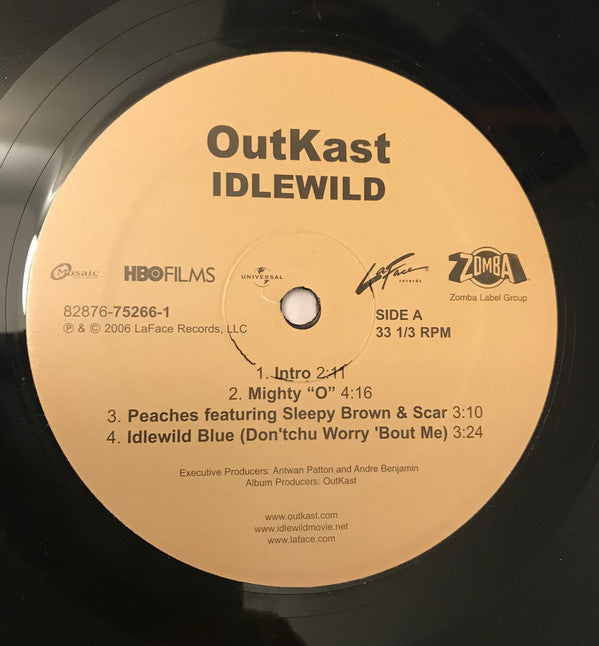 OutKast
IDLEWILD
Mosaic
HBO FILMS
UNIVERSAL
LaFace records
ZOMBA
Zomba Label Group
82876-75266-1
℗ & © 2006 LaFace Records, LLC
SIDE A
33 1/3 RPM
1. Intro 2:11
2. Mighty “O” 4:16
3. Peaches featuring Sleepy Brown & Scar 3:10
4. Idlewild Blue (Don'tchu Worry 'Bout Me) 3:24
Executive Producers: Antwan Patton and Andre Benjamin
Album Producers: OutKast
www.outkast.com
www.idlewildmovie.net
www.laface.com